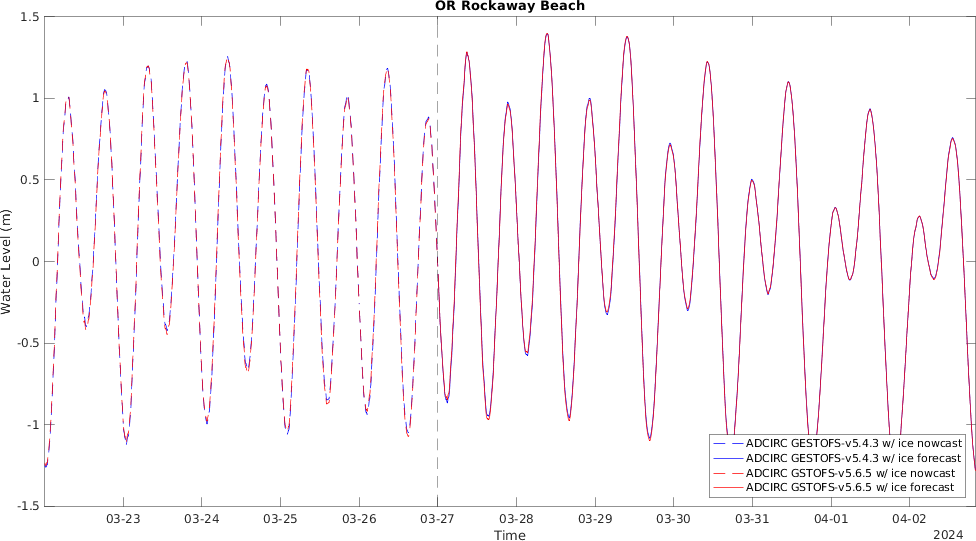 OR Rockaway Beach
1.5
1
0.5
0
-0.5
-1
-1.5
Water Level (m)
03-23 03-24 03-25 03-26 03-27 03-28 03-29 03-30 03-31 04-01 04-02
Time
2024
ADCIRC GESTOFS-v5.4.3 w/ ice nowcast
ADCIRC GESTOFS-v5.4.3 w/ ice forecast
ADCIRC GSTOFS-v5.6.5 w/ ice nowcast
ADCIRC GSTOFS-v5.6.5 w/ ice forecast